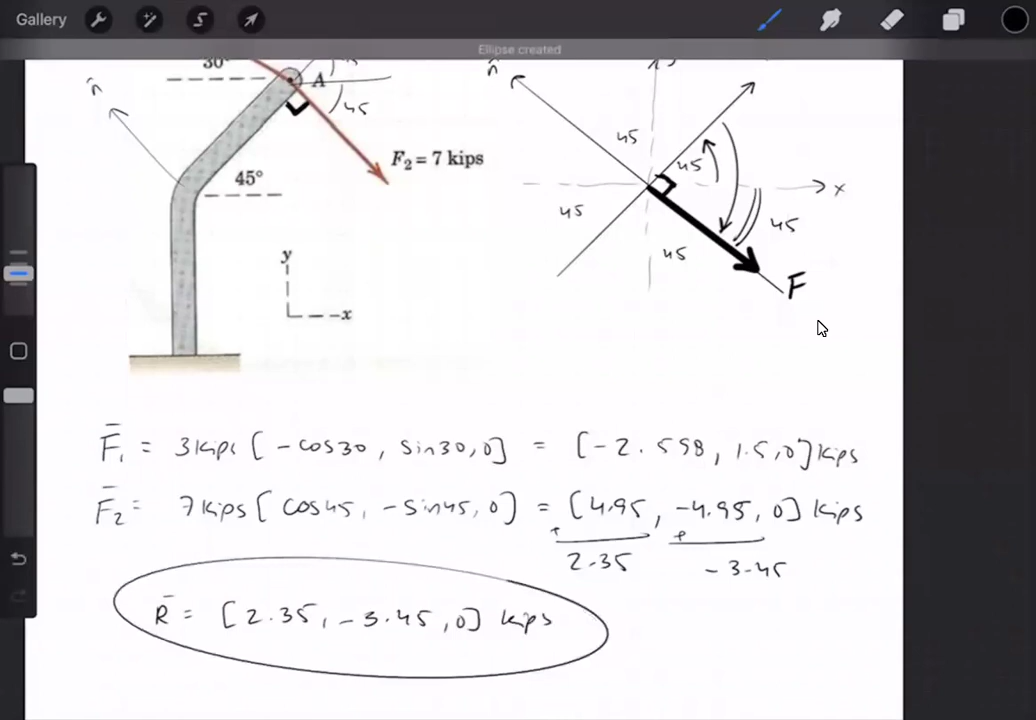 Gallery
Ellipse created
30°
n̂
A
45
F₂ = 7 kips
45°
y
x
n̂
45
45
x
45
45
45
F
F̄₁ = 3kips [ -cos30 , sin30, 0 ] = [ -2.598 , 1.5, 0 ] kips
F̄₂ = 7 kips [ cos45, -sin45, 0 ] = [ 4.95 , -4.95, 0 ] kips
+ +
2.35 - 3.45
R̄ = [ 2.35, -3.45, 0 ] kips